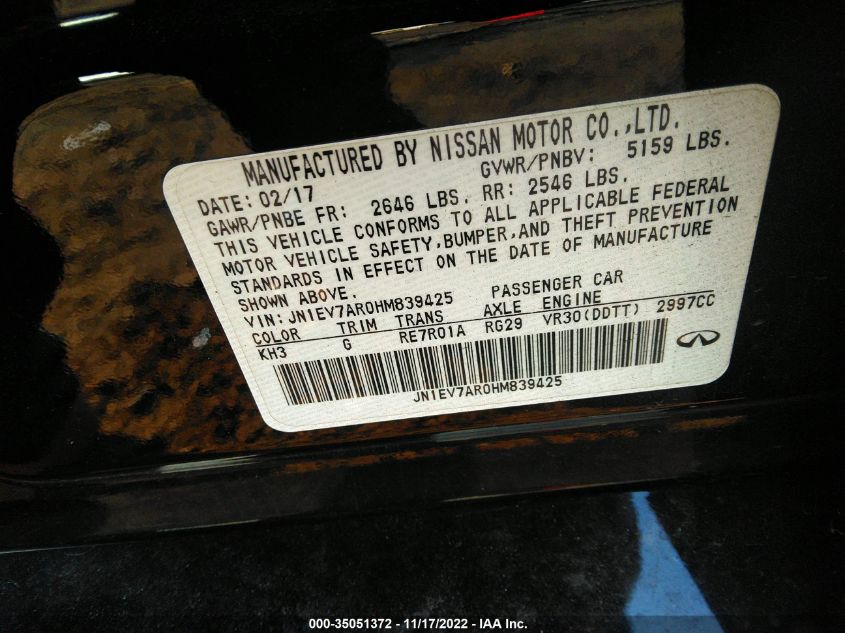 MANUFACTURED BY NISSAN MOTOR CO.,LTD.
DATE: 02/17 GVWR/PNBV: 5159 LBS.
GAWR/PNBE FR: 2646 LBS. RR: 2546 LBS.
THIS VEHICLE CONFORMS TO ALL APPLICABLE FEDERAL
MOTOR VEHICLE SAFETY,BUMPER,AND THEFT PREVENTION
STANDARDS IN EFFECT ON THE DATE OF MANUFACTURE
SHOWN ABOVE.
VIN: JN1EV7AR0HM839425 PASSENGER CAR
COLOR TRIM TRANS AXLE ENGINE
KH3 G RE7R01A RG29 VR30(DDTT) 2997CC
JN1EV7AR0HM839425
000-35051372 - 11/17/2022 - IAA Inc.